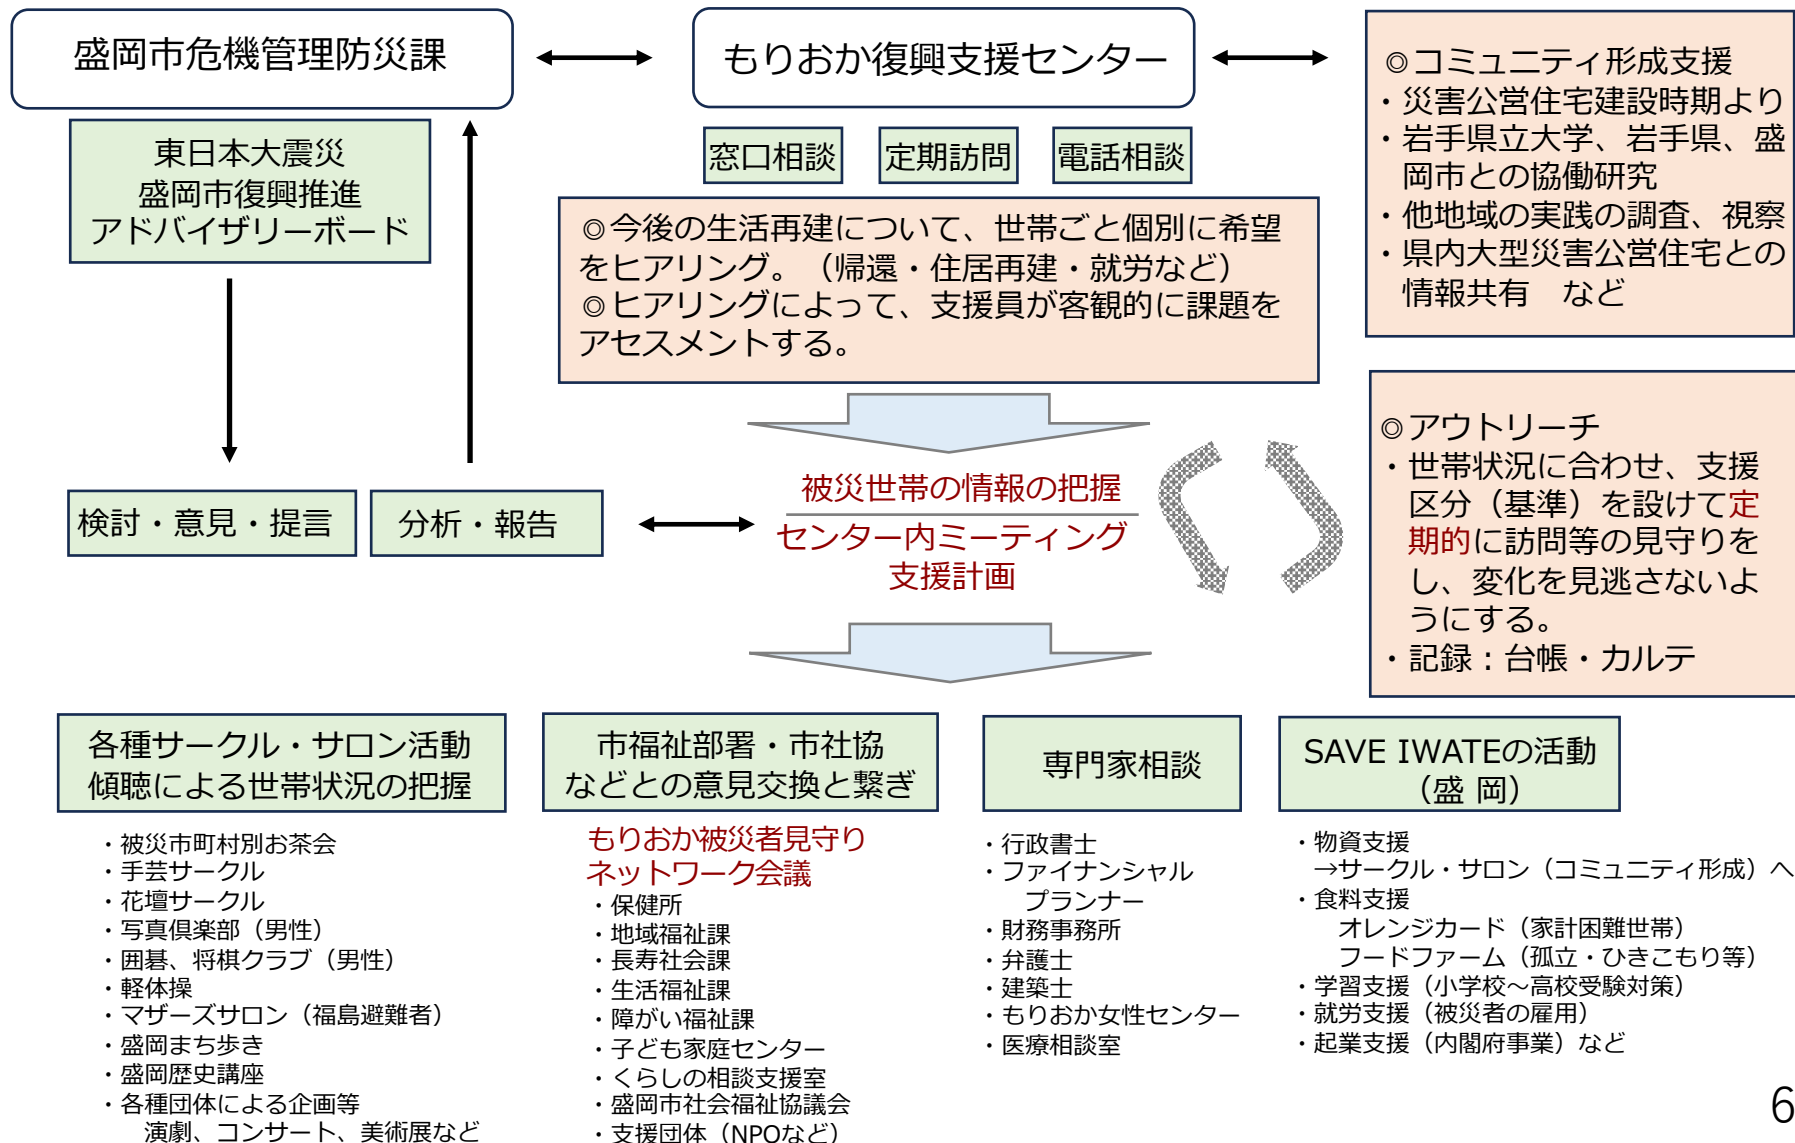 盛岡市危機管理防災課
もりおか復興支援センター
東日本大震災
盛岡市復興推進
アドバイザリーボード
窓口相談
定期訪問
電話相談
◎今後の生活再建について、世帯ごと個別に希望
をヒアリング。（帰還・住居再建・就労など）
◎ヒアリングによって、支援員が客観的に課題を
アセスメントする。
◎コミュニティ形成支援
・災害公営住宅建設時期より
・岩手県立大学、岩手県、盛
岡市との協働研究
・他地域の実践の調査、視察
・県内大型災害公営住宅との
情報共有　など
検討・意見・提言
分析・報告
被災世帯の情報の把握
センター内ミーティング
支援計画
◎アウトリーチ
・世帯状況に合わせ、支援
区分（基準）を設けて定
期的に訪問等の見守りを
し、変化を見逃さないよ
うにする。
・記録：台帳・カルテ
各種サークル・サロン活動
傾聴による世帯状況の把握
・被災市町村別お茶会
・手芸サークル
・花壇サークル
・写真倶楽部（男性）
・囲碁、将棋クラブ（男性）
・軽体操
・マザーズサロン（福島避難者）
・盛岡まち歩き
・盛岡歴史講座
・各種団体による企画等
演劇、コンサート、美術展など
市福祉部署・市社協
などとの意見交換と繋ぎ
もりおか被災者見守り
ネットワーク会議
・保健所
・地域福祉課
・長寿社会課
・生活福祉課
・障がい福祉課
・子ども家庭センター
・くらしの相談支援室
・盛岡市社会福祉協議会
・支援団体（NPOなど）
専門家相談
・行政書士
・ファイナンシャル
プランナー
・財務事務所
・弁護士
・建築士
・もりおか女性センター
・医療相談室
SAVE IWATEの活動
（盛 岡）
・物資支援
→サークル・サロン（コミュニティ形成）へ
・食料支援
オレンジカード（家計困難世帯）
フードファーム（孤立・ひきこもり等）
・学習支援（小学校～高校受験対策）
・就労支援（被災者の雇用）
・起業支援（内閣府事業）など
6